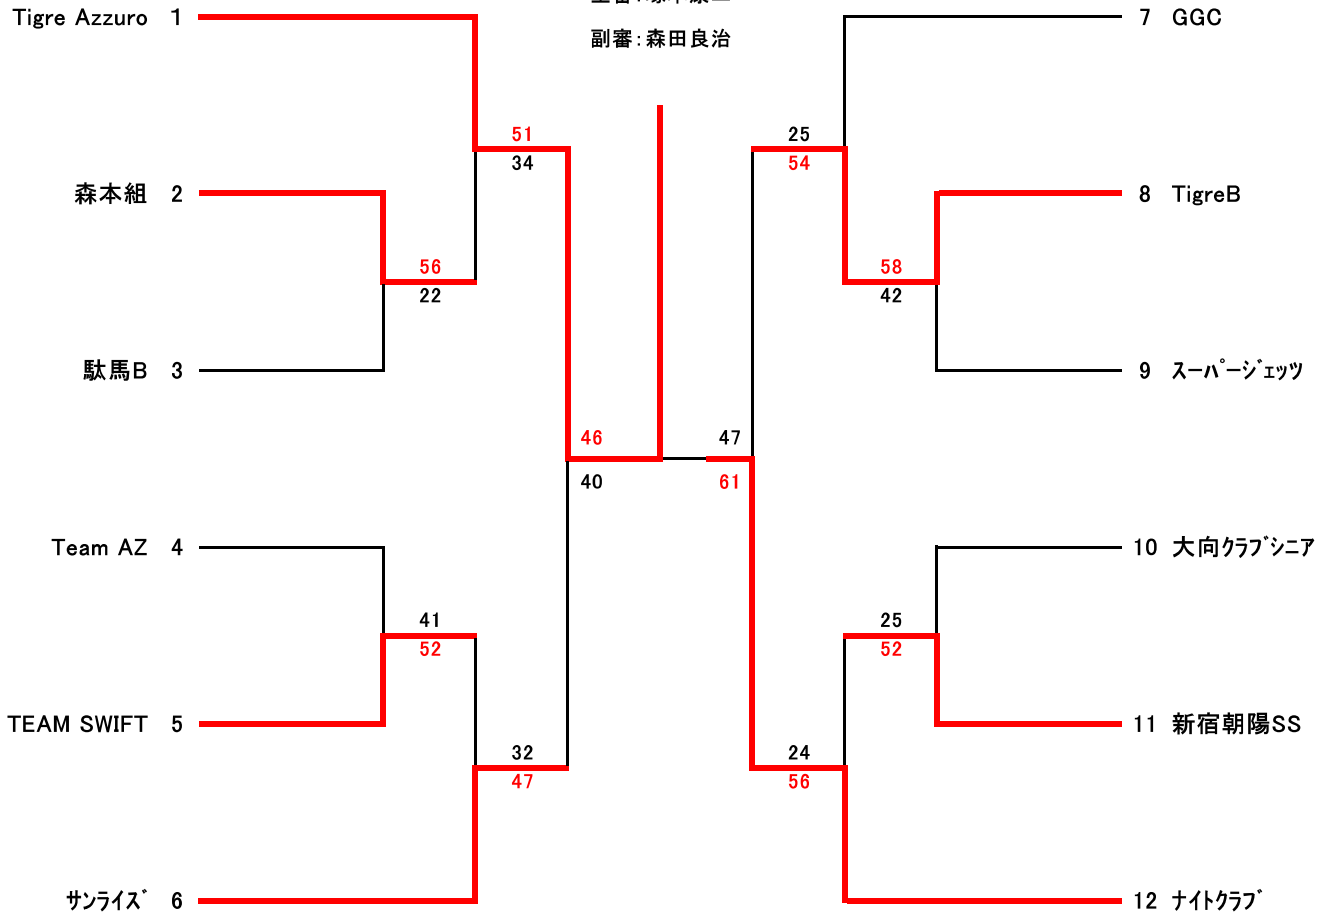 副審：森田良治
Tigre Azzuro 1
7 GGC
51
34
25
54
森本組 2
8 TigreB
56
22
58
42
駄馬B 3
9 ｽｰﾊﾟｰｼﾞｪｯﾂ
46
40
47
61
Team AZ 4
10 大向ｸﾗﾌﾞｼﾆｱ
41
52
25
52
TEAM SWIFT 5
11 新宿朝陽SS
32
47
24
56
ｻﾝﾗｲｽﾞ 6
12 ﾅｲﾄｸﾗﾌﾞ